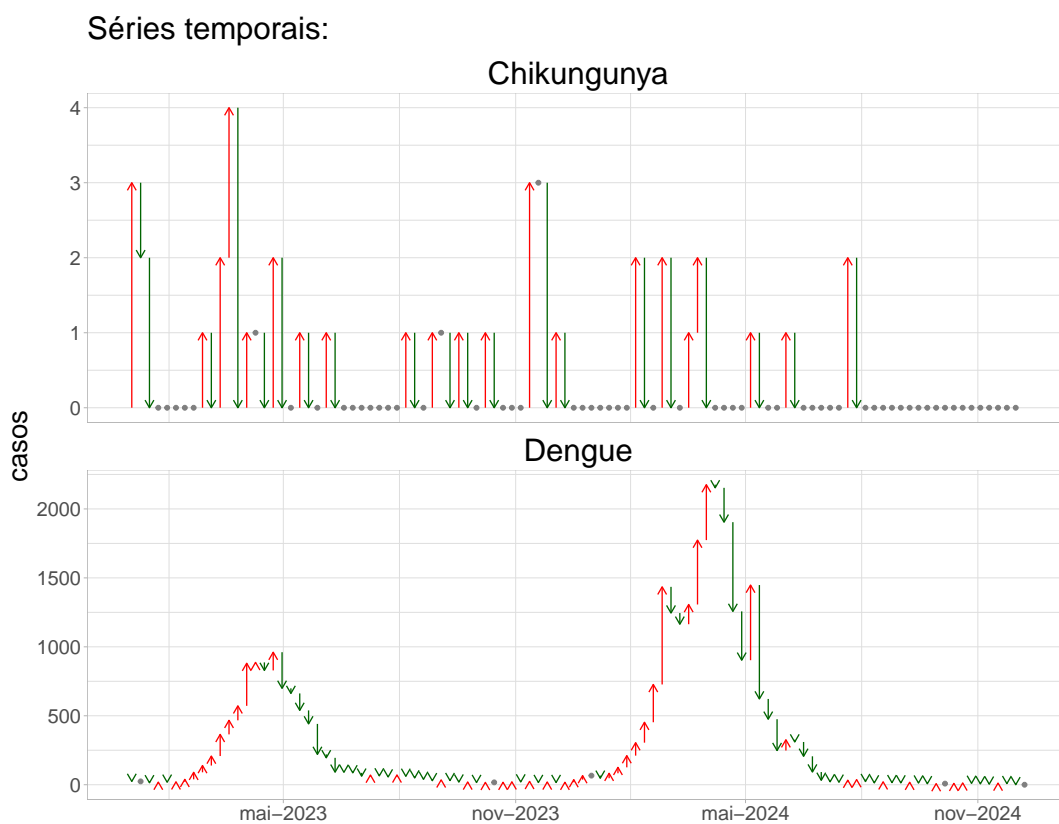 Séries temporais:
Chikungunya
4
3
2
1
0
casos
Dengue
2000
1500
1000
500
0
mai−2023
nov−2023
mai−2024
nov−2024